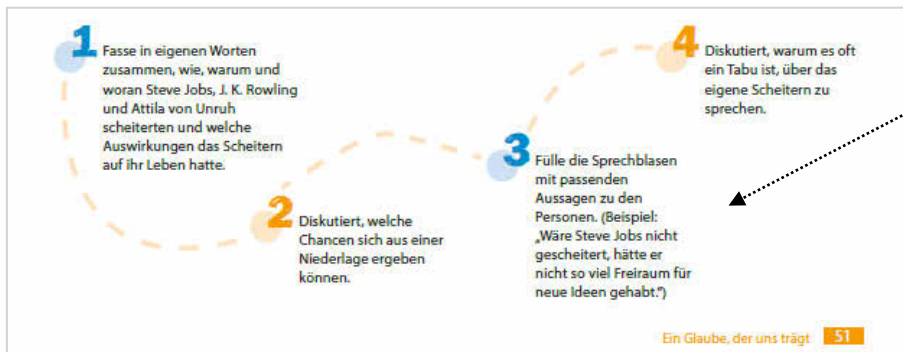 1
Fasse in eigenen Worten
zusammen, wie, warum und
woran Steve Jobs, J. K. Rowling
und Attila von Unruh
scheiterten und welche
Auswirkungen das Scheitern
auf ihr Leben hatte.
2
Diskutiert, welche
Chancen sich aus einer
Niederlage ergeben
können.
3
Fülle die Sprechblasen
mit passenden
Aussagen zu den
Personen. (Beispiel:
„Wäre Steve Jobs nicht
gescheitert, hätte er
nicht so viel Freiraum für
neue Ideen gehabt.“)
4
Diskutiert, warum es oft
ein Tabu ist, über das
eigene Scheitern zu
sprechen.
Ein Glaube, der uns trägt 51